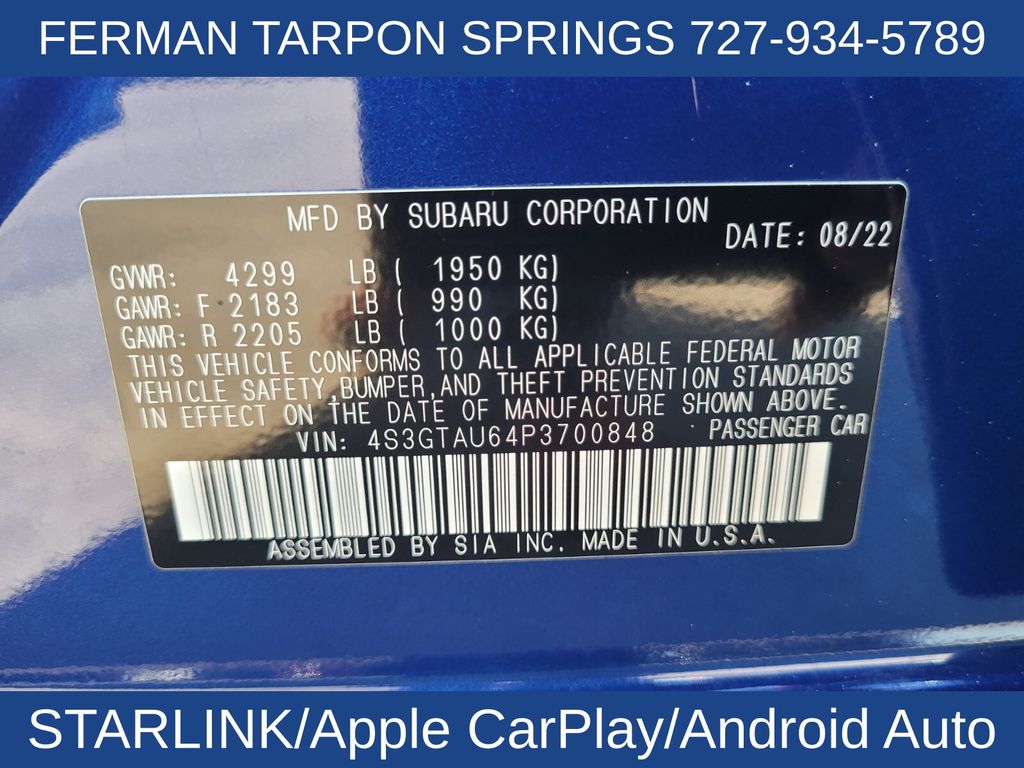 FERMAN TARPON SPRINGS 727-934-5789
MFD BY SUBARU CORPORATION
DATE: 08/22
GVWR: 4299 LB ( 1950 KG)
GAWR: F 2183 LB ( 990 KG)
GAWR: R 2205 LB ( 1000 KG)
THIS VEHICLE CONFORMS TO ALL APPLICABLE FEDERAL MOTOR
VEHICLE SAFETY,BUMPER,AND THEFT PREVENTION STANDARDS
IN EFFECT ON THE DATE OF MANUFACTURE SHOWN ABOVE.
VIN: 4S3GTAU64P3700848 PASSENGER CAR
ASSEMBLED BY SIA INC. MADE IN U.S.A.
STARLINK/Apple CarPlay/Android Auto